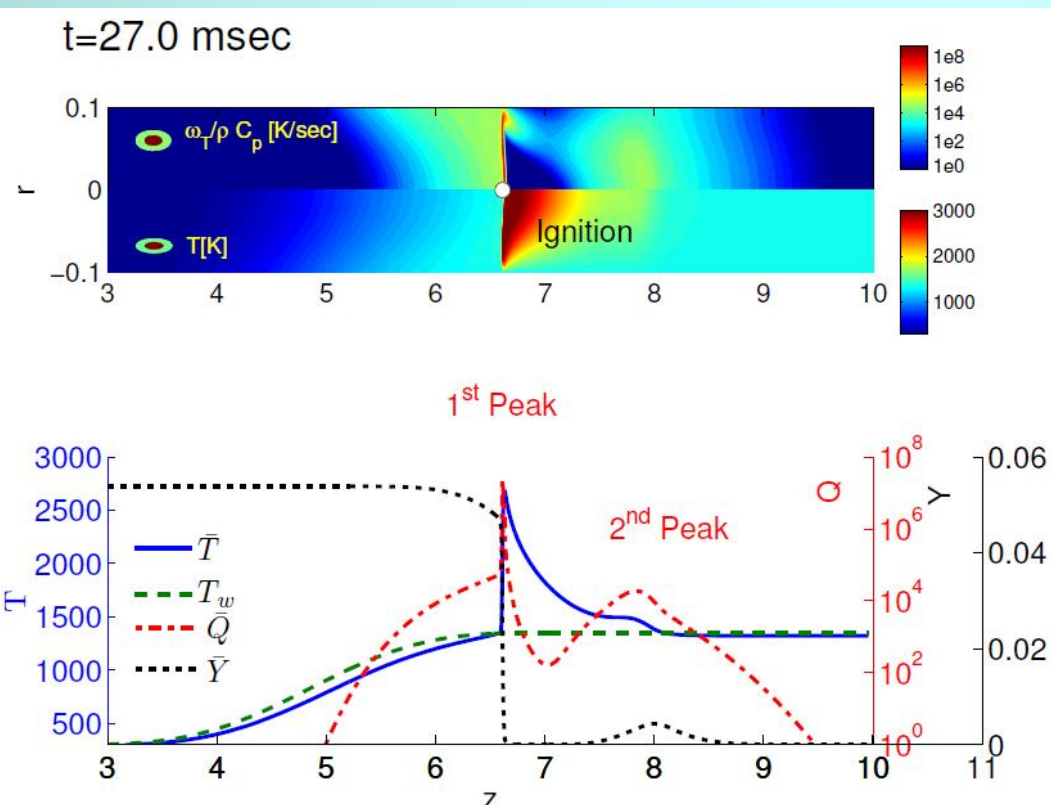 t=27.0 msec
0.1
ω_T/ρ C_p [K/sec]
1e8
1e6
1e4
1e2
1e0
r
0
T[K]
Ignition
3000
2000
1000
−0.1
3 4 5 6 7 8 9 10
1st Peak
3000
2500
2000
1500
1000
500
T
T̄
T_w
Q̄
Ȳ
2nd Peak
10^8
10^6
10^4
10^2
10^0
Q
Y
0.06
0.04
0.02
0
3 4 5 6 7 8 9 10 11
z